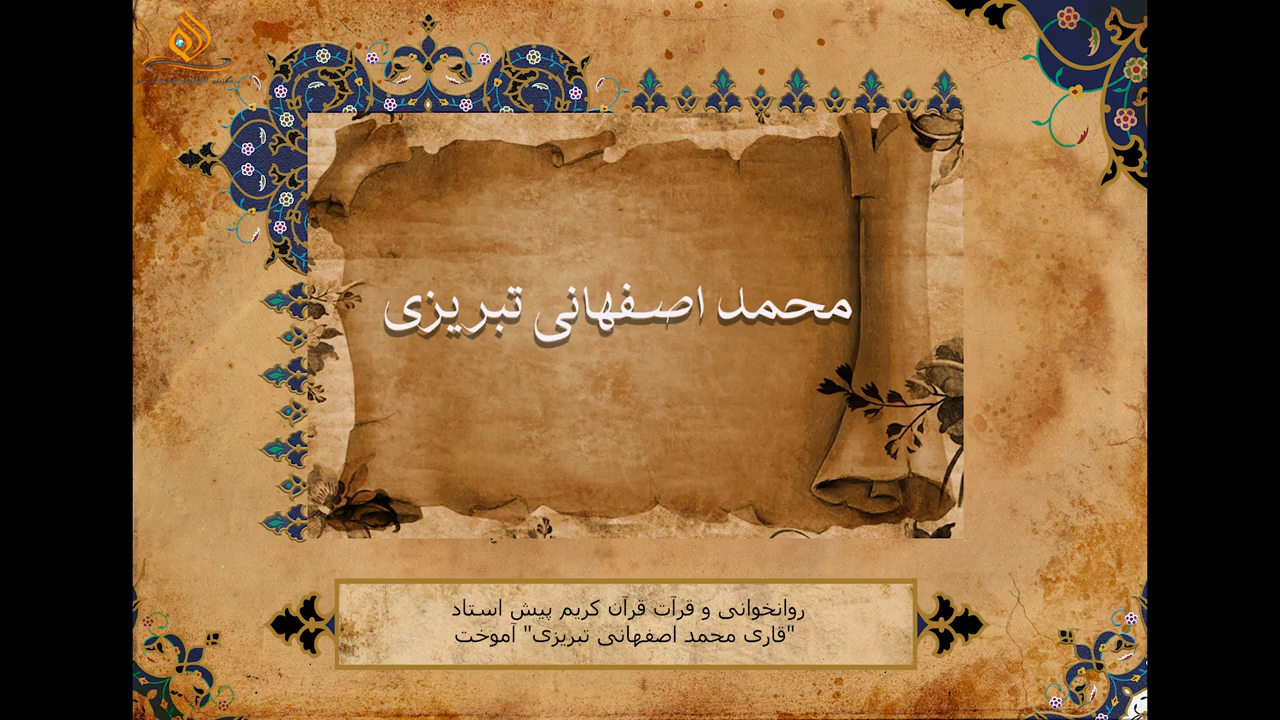 محمد اصفهانی تبریزی
روانخوانی و قرآت قرآن کریم پیش استاد
"قاری محمد اصفهانی تبریزی" آموخت